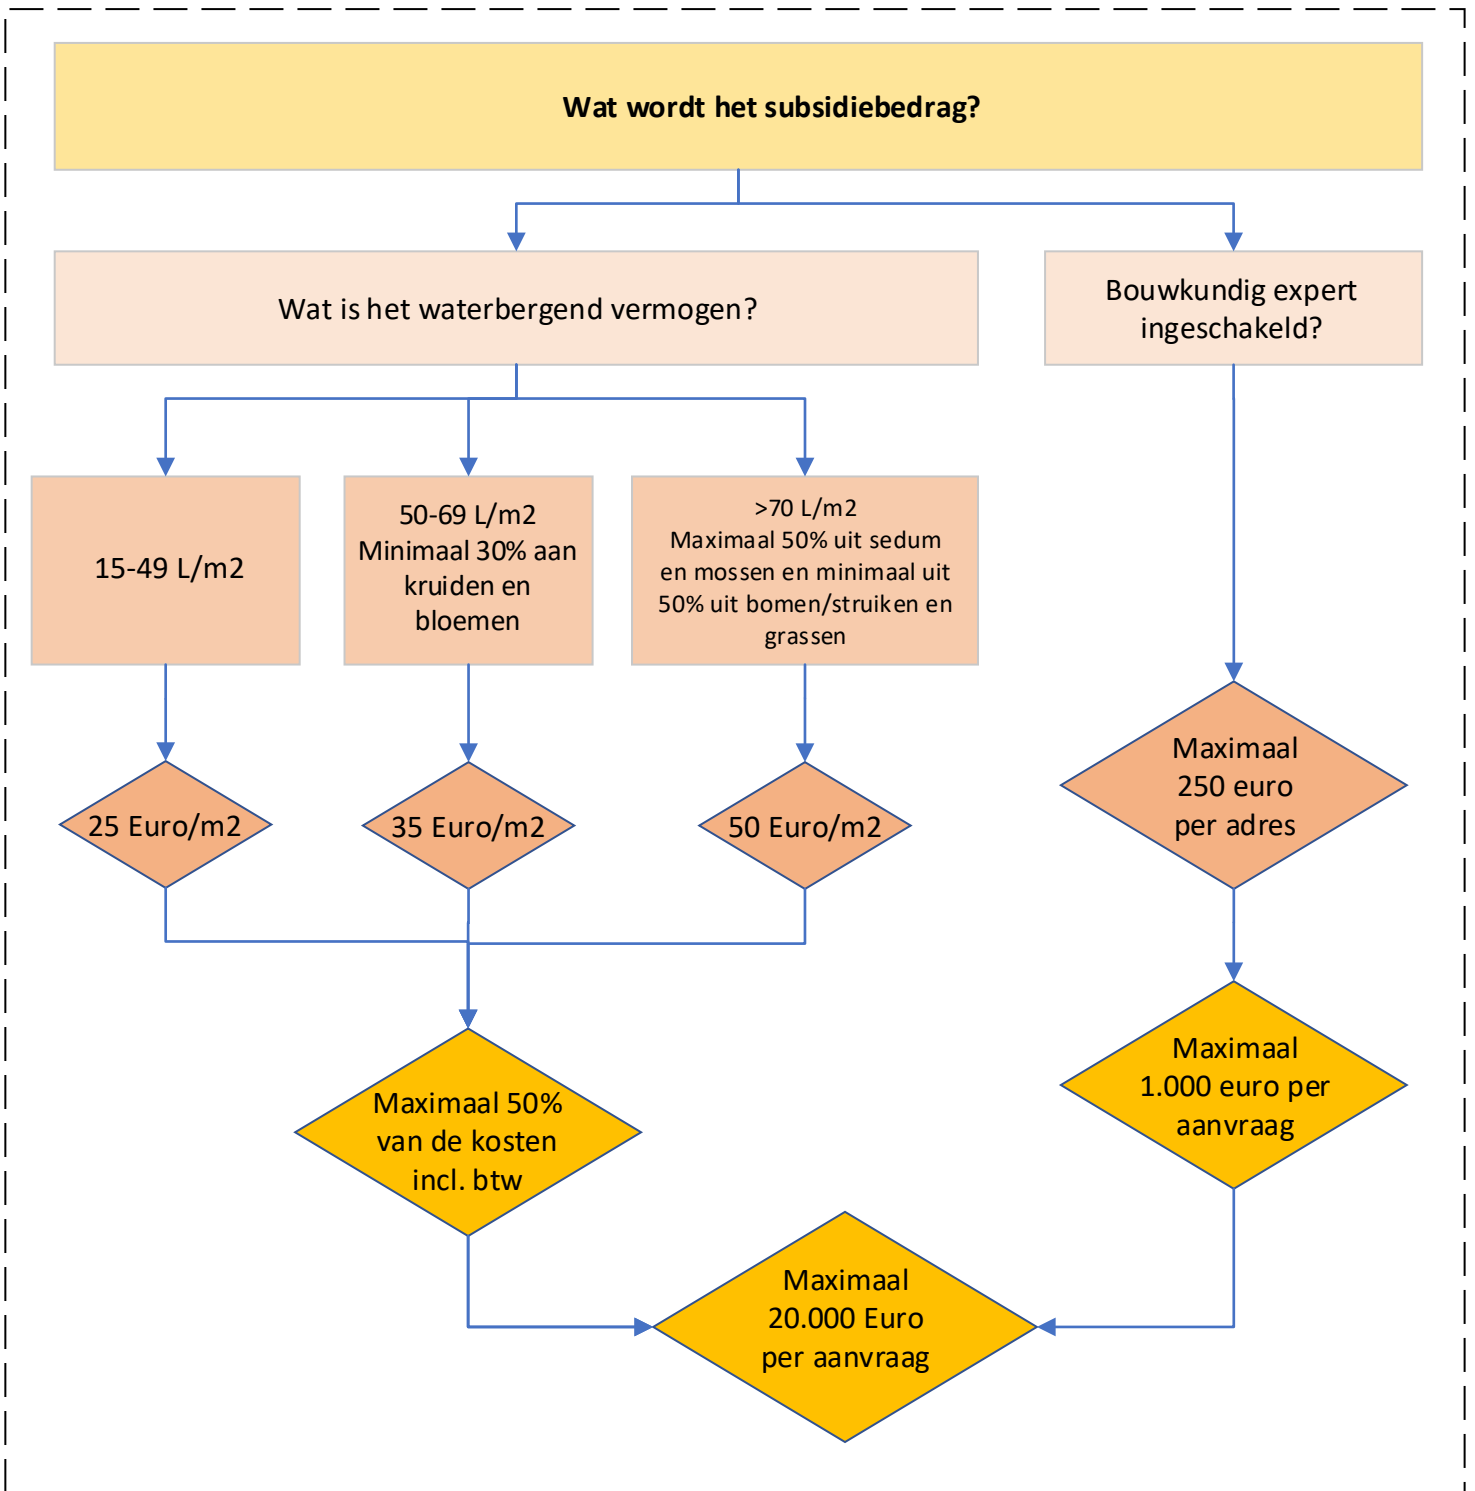 Wat wordt het subsidiebedrag?
Wat is het waterbergend vermogen?
Bouwkundig expert
ingeschakeld?
15-49 L/m2
50-69 L/m2
Minimaal 30% aan
kruiden en
bloemen
>70 L/m2
Maximaal 50% uit sedum
en mossen en minimaal uit
50% uit bomen/struiken en
grassen
25 Euro/m2
35 Euro/m2
50 Euro/m2
Maximaal
250 euro
per adres
Maximaal 50%
van de kosten
incl. btw
Maximaal
1.000 euro per
aanvraag
Maximaal
20.000 Euro
per aanvraag